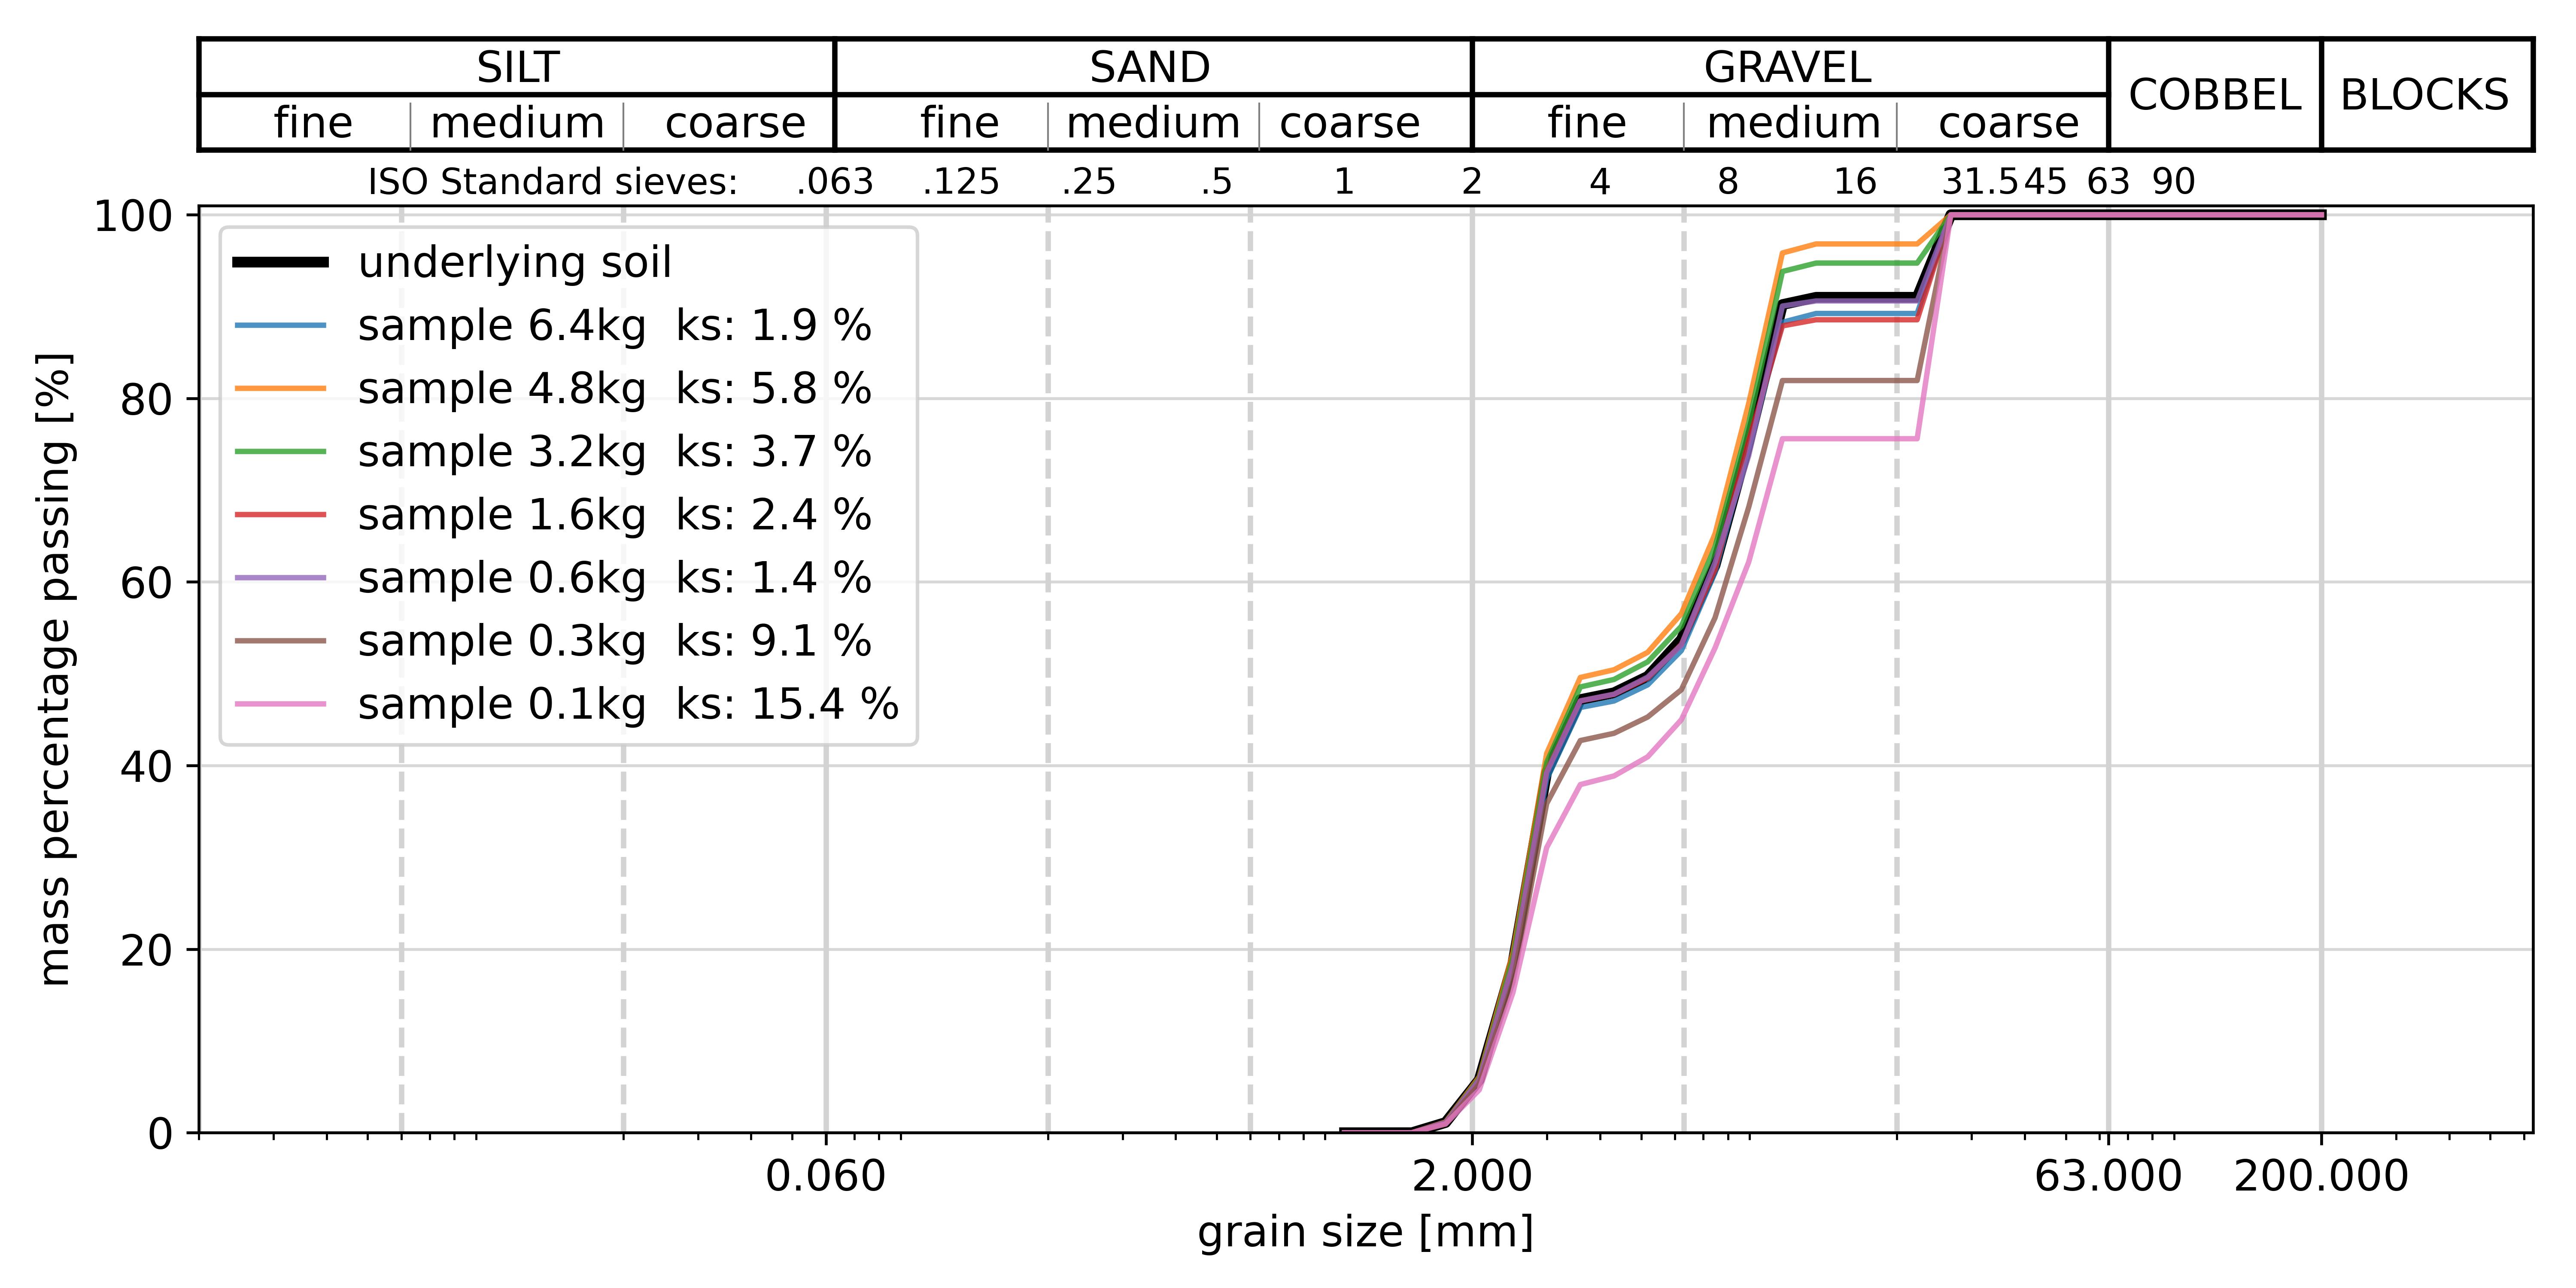 SILT SAND GRAVEL COBBEL BLOCKS
fine medium coarse fine medium coarse fine medium coarse
ISO Standard sieves: .063 .125 .25 .5 1 2 4 8 16 31.5 45 63 90
100
80
60
40
20
0
mass percentage passing [%]
underlying soil
sample 6.4kg ks: 1.9 %
sample 4.8kg ks: 5.8 %
sample 3.2kg ks: 3.7 %
sample 1.6kg ks: 2.4 %
sample 0.6kg ks: 1.4 %
sample 0.3kg ks: 9.1 %
sample 0.1kg ks: 15.4 %
0.060 2.000 63.000 200.000
grain size [mm]